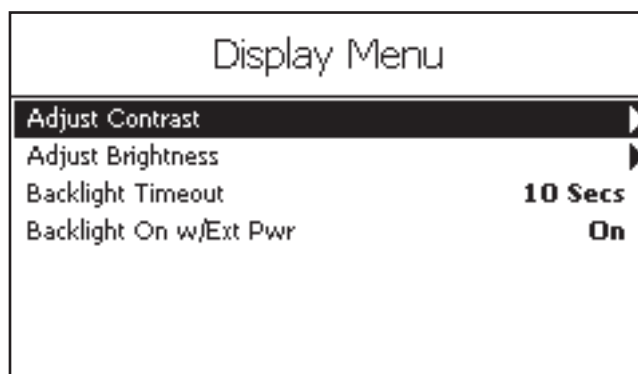 Display Menu
Adjust Contrast
Adjust Brightness
Backlight Timeout 10 Secs
Backlight On w/Ext Pwr On